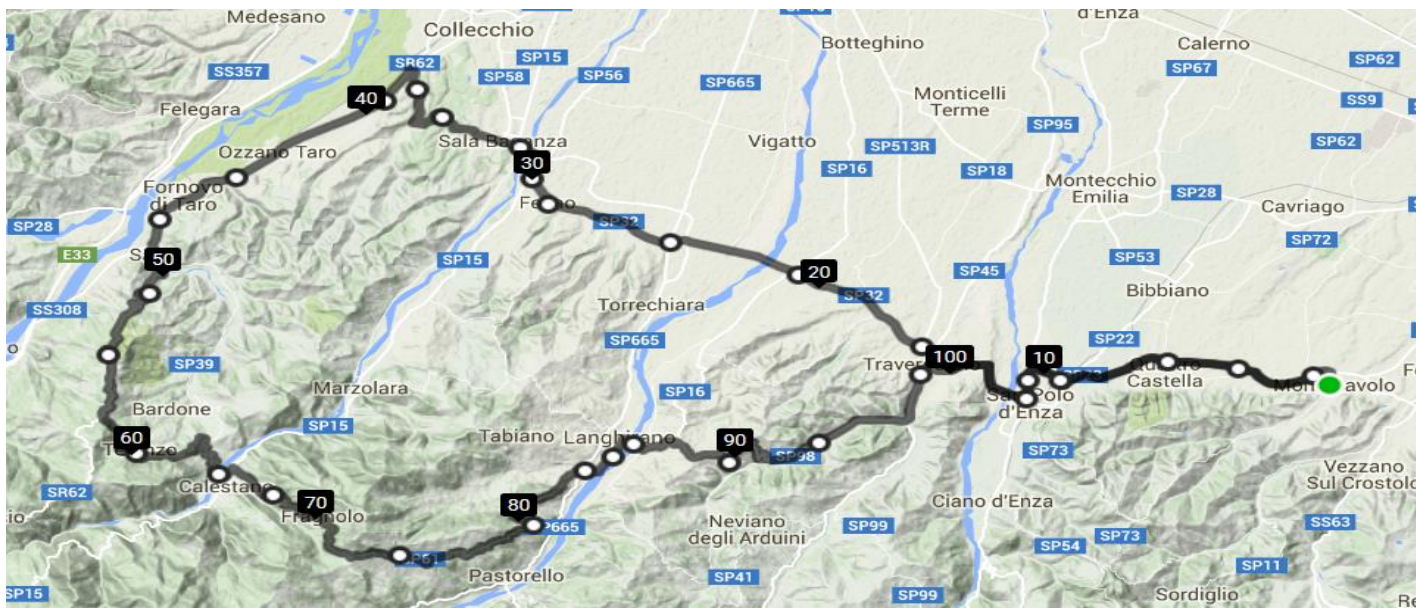 Medesano
Collecchio
d'Enza
SP15
Botteghino
Calerno
SR62
SS357
SP58
SP15
SP56
SP665
SP67
SP62
Felegara
40
Monticelli
Terme
SS9
SP95
SP62
Ozzano Taro
Sala Baganza
Vigatto
SP513R
30
SP16
SP18
Fornovo
di Taro
Montecchio
Emilia
SP28
Cavriago
SP28
SP32
SP72
E33
50
SP15
20
SP45
SP53
SP32
Bibbiano
SS308
Torrechiara
SP665
SP22
SP39
100
10
Quattro
Castella
Marzolara
SP16
San Polo
d'Enza
Bardone
SP15
SP73
60
Tabiano
Langhirano
90
SP98
Vezzano
Sul Crostolo
SR62
Calestano
70
Fragnolo
80
Ciano d'Enza
SP665
Neviano
degli Arduini
SP99
SS63
SP61
SP54
SP73
Pastorello
SP41
SP11
SP15
SP99
Sordiglio